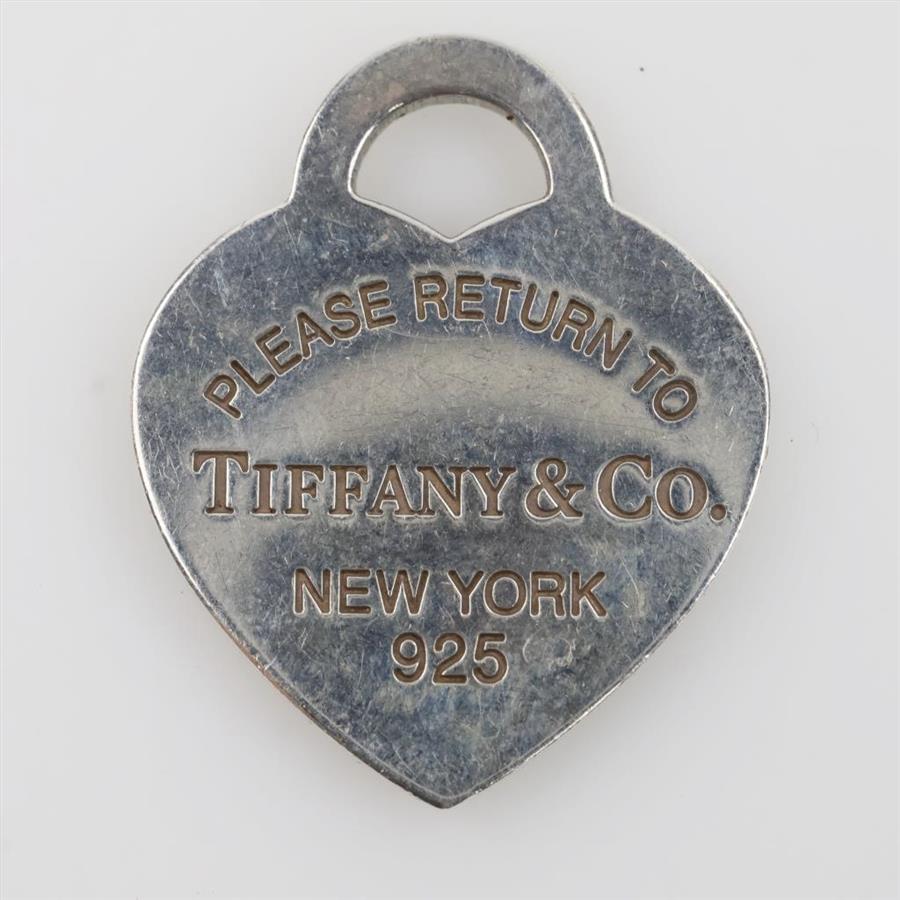 PLEASE RETURN TO
TIFFANY & CO.
NEW YORK
925